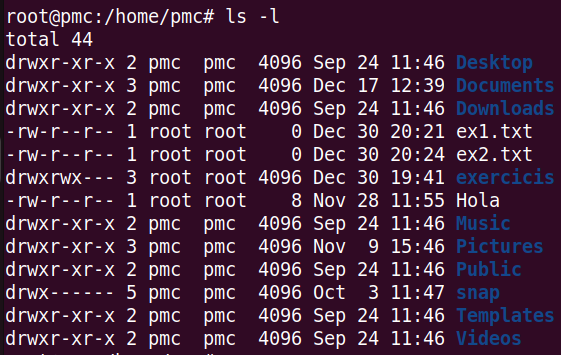 root@pmc:/home/pmc# ls -l
total 44
drwxr-xr-x 2 pmc  pmc  4096 Sep 24 11:46 Desktop
drwxr-xr-x 3 pmc  pmc  4096 Dec 17 12:39 Documents
drwxr-xr-x 2 pmc  pmc  4096 Sep 24 11:46 Downloads
-rw-r--r-- 1 root root    0 Dec 30 20:21 ex1.txt
-rw-r--r-- 1 root root    0 Dec 30 20:24 ex2.txt
drwxrwx--- 3 root root 4096 Dec 30 19:41 exercicis
-rw-r--r-- 1 root root    8 Nov 28 11:55 Hola
drwxr-xr-x 2 pmc  pmc  4096 Sep 24 11:46 Music
drwxr-xr-x 3 pmc  pmc  4096 Nov  9 15:46 Pictures
drwxr-xr-x 2 pmc  pmc  4096 Sep 24 11:46 Public
drwx------ 5 pmc  pmc  4096 Oct  3 11:47 snap
drwxr-xr-x 2 pmc  pmc  4096 Sep 24 11:46 Templates
drwxr-xr-x 2 pmc  pmc  4096 Sep 24 11:46 Videos